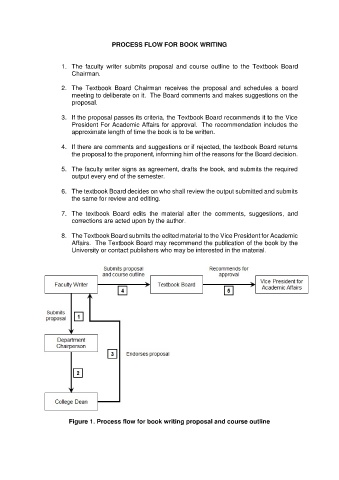 PROCESS FLOW FOR BOOK WRITING
1. The faculty writer submits proposal and course outline to the Textbook Board
Chairman.
2. The Textbook Board Chairman receives the proposal and schedules a board
meeting to deliberate on it. The Board comments and makes suggestions on the
proposal.
3. If the proposal passes its criteria, the Textbook Board recommends it to the Vice
President For Academic Affairs for approval. The recommendation includes the
approximate length of time the book is to be written.
4. If there are comments and suggestions or if rejected, the textbook Board returns
the proposal to the proponent, informing him of the reasons for the Board decision.
5. The faculty writer signs as agreement, drafts the book, and submits the required
output every end of the semester.
6. The textbook Board decides on who shall review the output submitted and submits
the same for review and editing.
7. The textbook Board edits the material after the comments, suggestions, and
corrections are acted upon by the author.
8. The Textbook Board submits the edited material to the Vice President for Academic
Affairs. The Textbook Board may recommend the publication of the book by the
University or contact publishers who may be interested in the material.
Submits proposal
and course outline
Recommends for
approval
Faculty Writer
4
Textbook Board
5
Vice President for
Academic Affairs
Submits
proposal
1
Department
Chairperson
3
Endorses proposal
2
College Dean
Figure 1. Process flow for book writing proposal and course outline